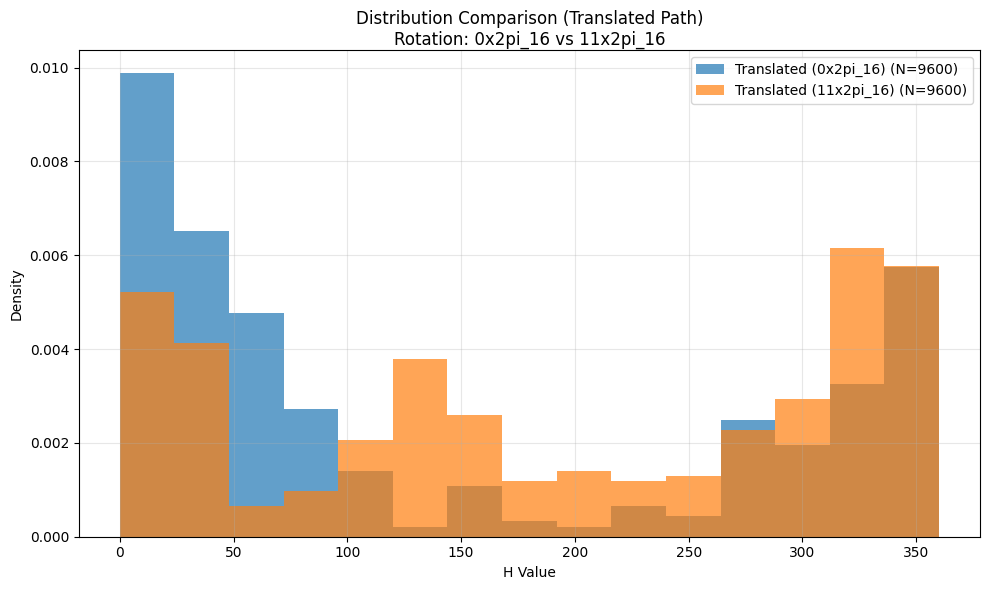 Distribution Comparison (Translated Path)
Rotation: 0x2pi_16 vs 11x2pi_16
Translated (0x2pi_16) (N=9600)
Translated (11x2pi_16) (N=9600)
Density
0.010
0.008
0.006
0.004
0.002
0.000
0 50 100 150 200 250 300 350
H Value